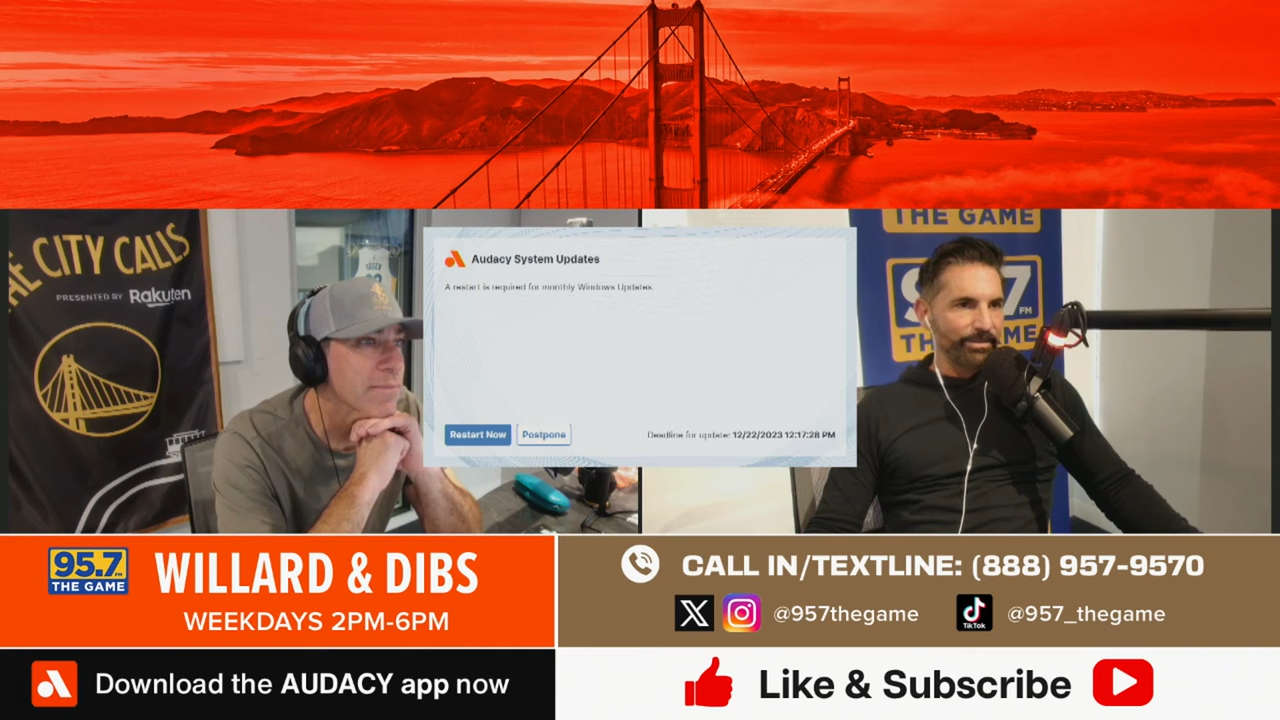 THE GAME
THE CITY CALLS
PRESENTED BY Rakuten
Audacy System Updates
A restart is required for monthly Windows Updates.
Restart Now
Postpone
Deadline for update: 12/22/2023 12:17:28 PM
7 FM
95.7 FM
THE GAME
WILLARD & DIBS
WEEKDAYS 2PM-6PM
CALL IN/TEXTLINE: (888) 957-9570
@957thegame
TikTok
@957_thegame
Download the AUDACY app now
Like & Subscribe